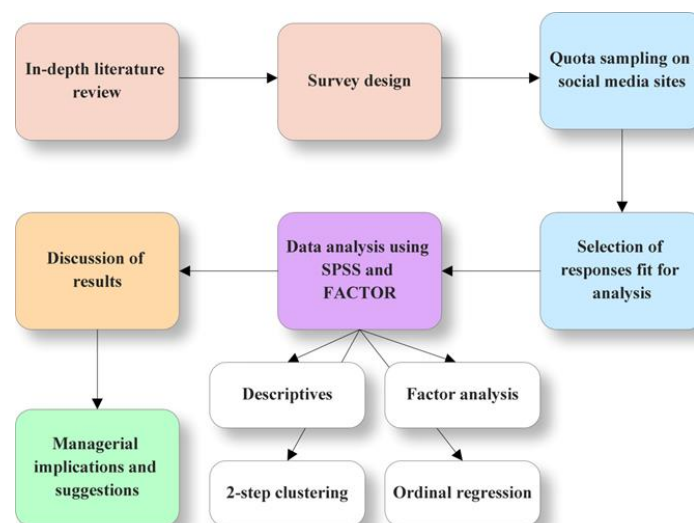 In-depth literature
review
Survey design
Quota sampling on
social media sites
Selection of
responses fit for
analysis
Data analysis using
SPSS and
FACTOR
Discussion of
results
Descriptives
Factor analysis
2-step clustering
Ordinal regression
Managerial
implications and
suggestions